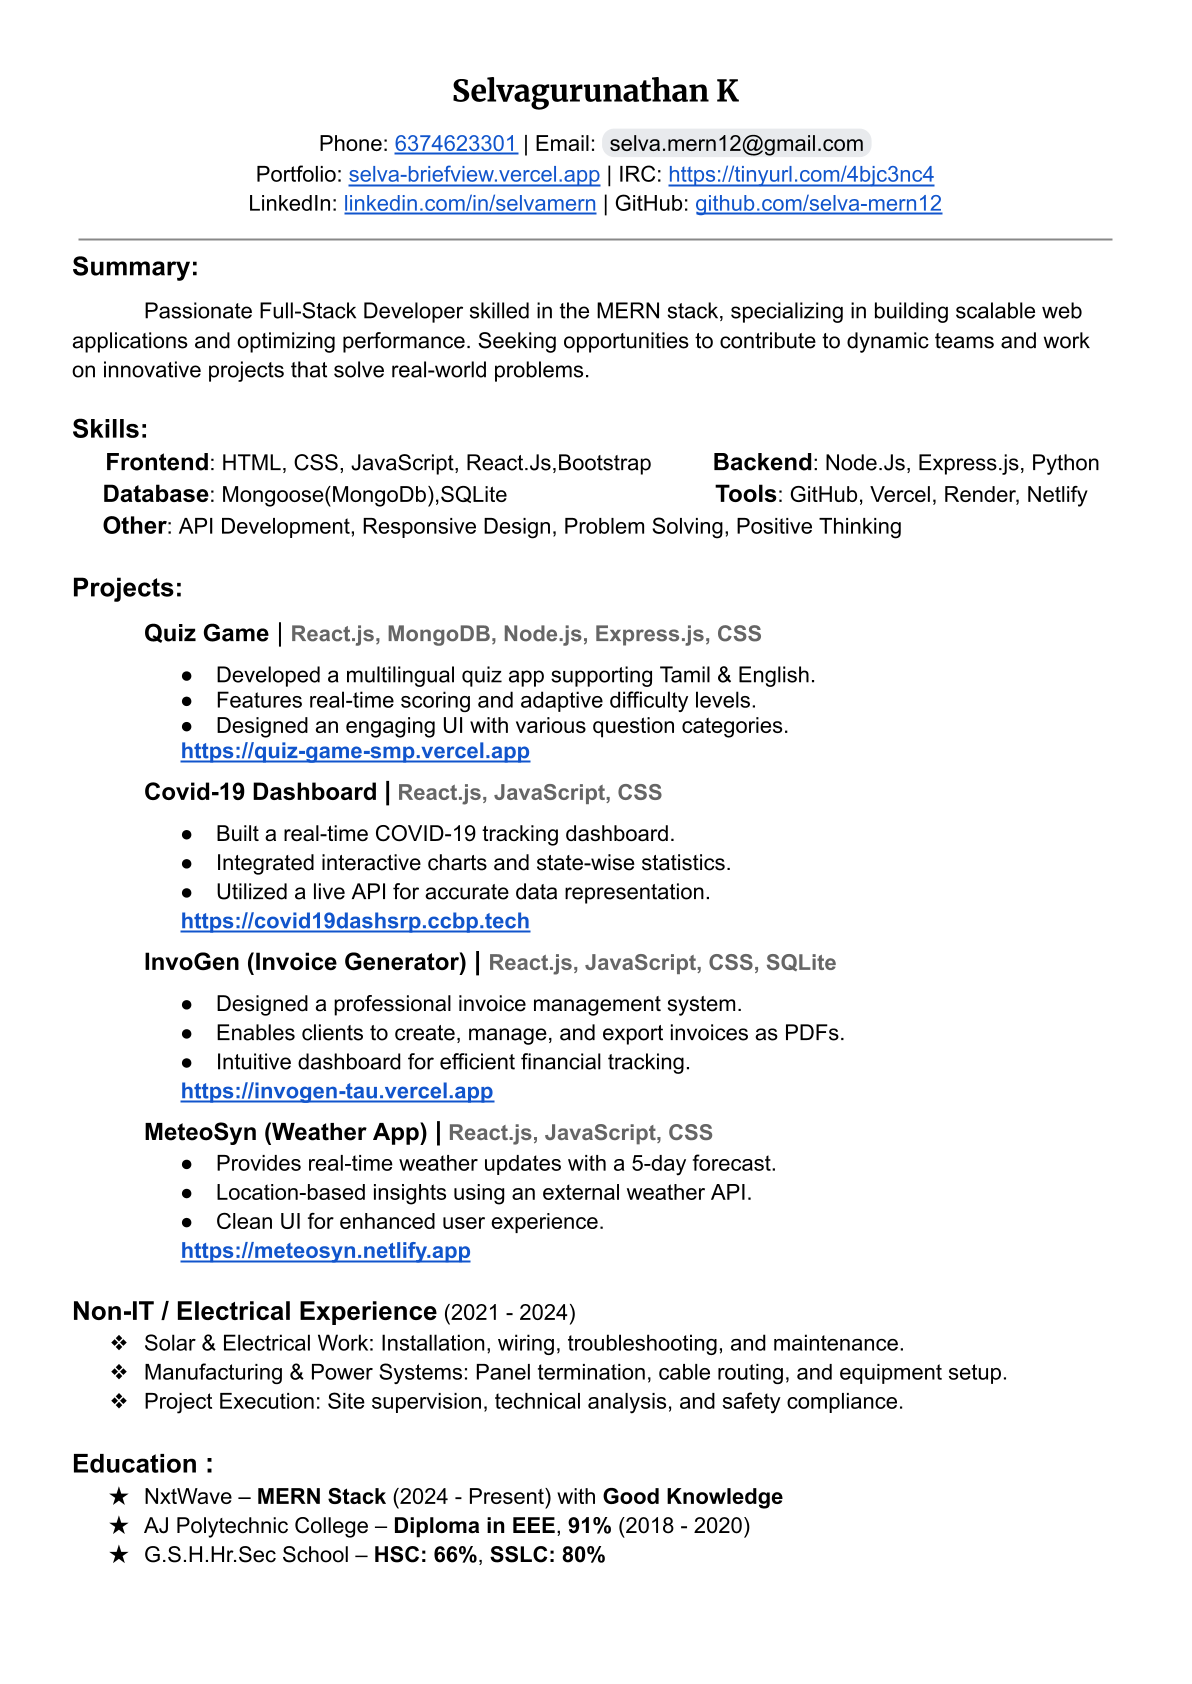 Selvagurunathan K
Phone: 6374623301 | Email: selva.mern12@gmail.com
Portfolio: selva-briefview.vercel.app | IRC: https://tinyurl.com/4bjc3nc4
LinkedIn: linkedin.com/in/selvamern | GitHub: github.com/selva-mern12
Summary:
Passionate Full-Stack Developer skilled in the MERN stack, specializing in building scalable web
applications and optimizing performance. Seeking opportunities to contribute to dynamic teams and work
on innovative projects that solve real-world problems.
Skills:
Frontend: HTML, CSS, JavaScript, React.Js,Bootstrap Backend: Node.Js, Express.js, Python
Database: Mongoose(MongoDb),SQLite Tools: GitHub, Vercel, Render, Netlify
Other: API Development, Responsive Design, Problem Solving, Positive Thinking
Projects:
Quiz Game | React.js, MongoDB, Node.js, Express.js, CSS
● Developed a multilingual quiz app supporting Tamil & English.
● Features real-time scoring and adaptive difficulty levels.
● Designed an engaging UI with various question categories.
https://quiz-game-smp.vercel.app
Covid-19 Dashboard | React.js, JavaScript, CSS
● Built a real-time COVID-19 tracking dashboard.
● Integrated interactive charts and state-wise statistics.
● Utilized a live API for accurate data representation.
https://covid19dashsrp.ccbp.tech
InvoGen (Invoice Generator) | React.js, JavaScript, CSS, SQLite
● Designed a professional invoice management system.
● Enables clients to create, manage, and export invoices as PDFs.
● Intuitive dashboard for efficient financial tracking.
https://invogen-tau.vercel.app
MeteoSyn (Weather App) | React.js, JavaScript, CSS
● Provides real-time weather updates with a 5-day forecast.
● Location-based insights using an external weather API.
● Clean UI for enhanced user experience.
https://meteosyn.netlify.app
Non-IT / Electrical Experience (2021 - 2024)
❖ Solar & Electrical Work: Installation, wiring, troubleshooting, and maintenance.
❖ Manufacturing & Power Systems: Panel termination, cable routing, and equipment setup.
❖ Project Execution: Site supervision, technical analysis, and safety compliance.
Education :
★ NxtWave – MERN Stack (2024 - Present) with Good Knowledge
★ AJ Polytechnic College – Diploma in EEE, 91% (2018 - 2020)
★ G.S.H.Hr.Sec School – HSC: 66%, SSLC: 80%